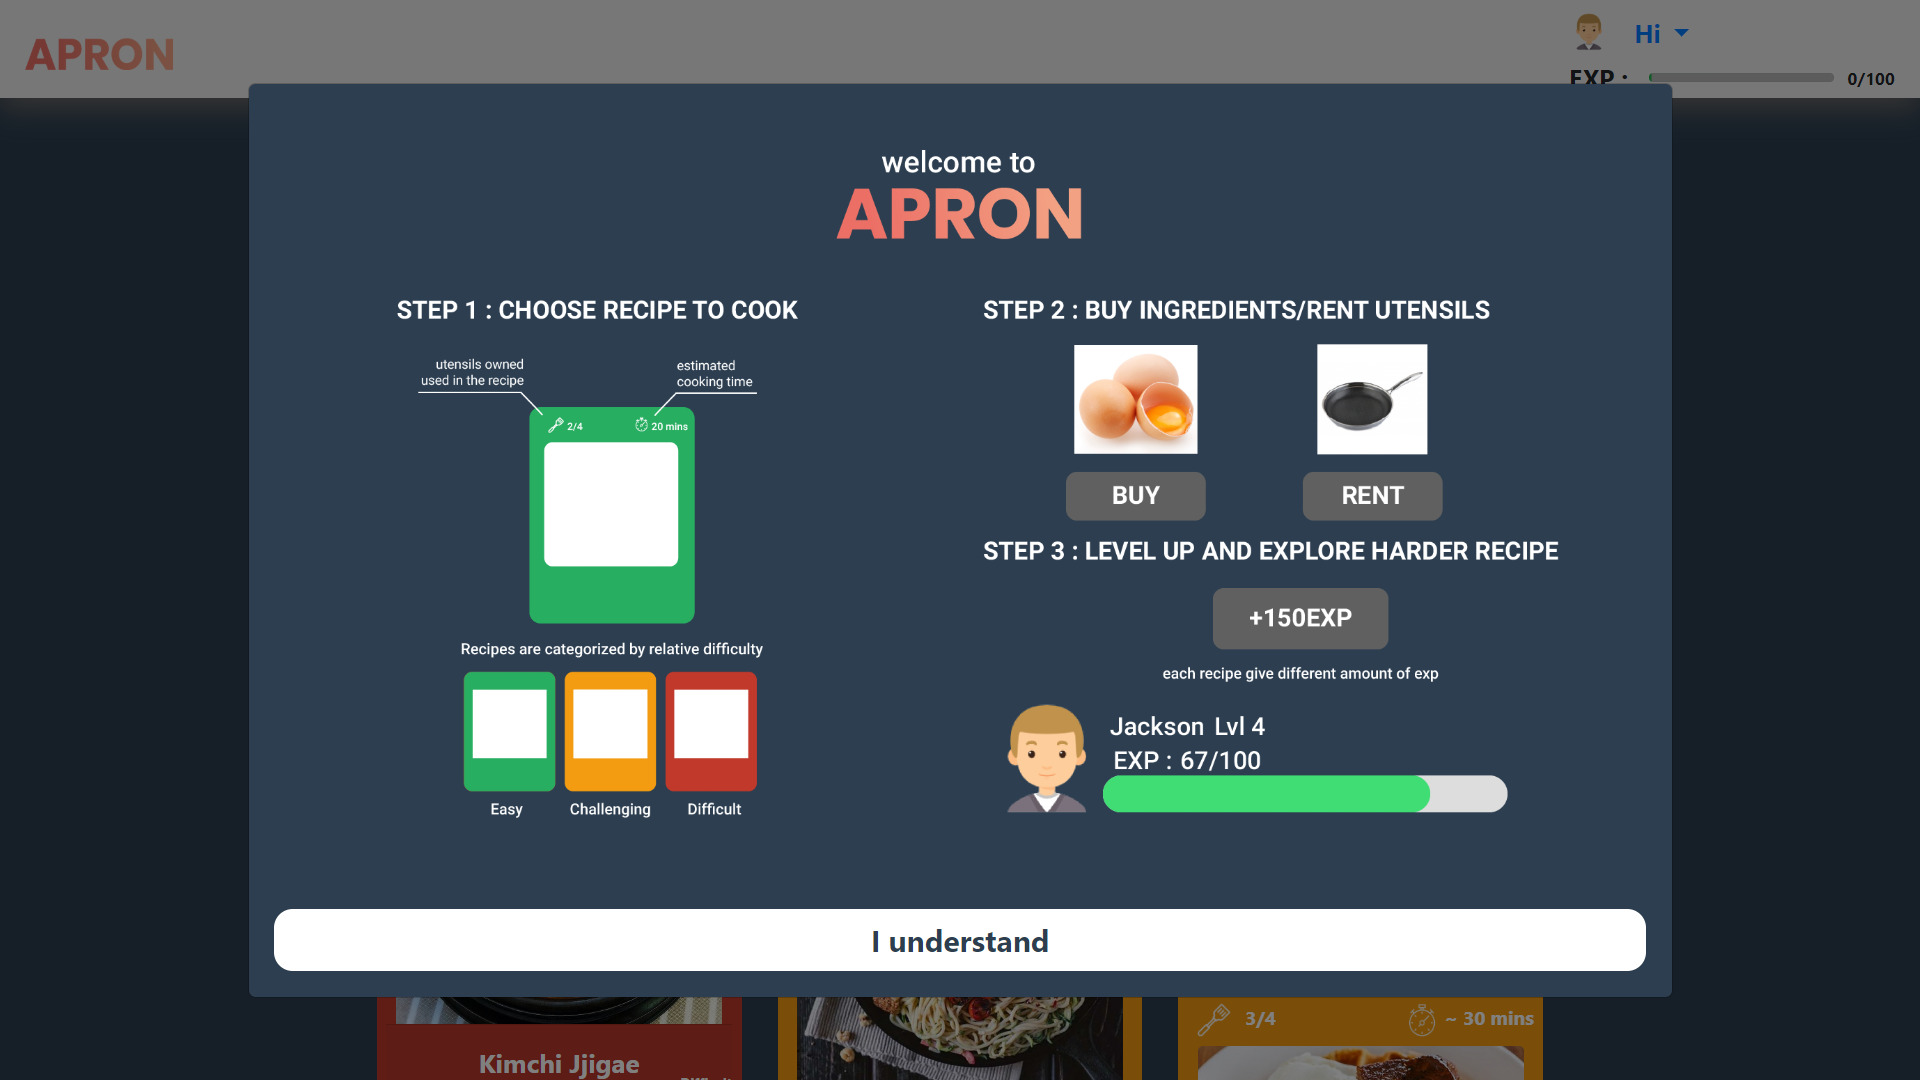 APRON
Hi
EXP :
0/100
welcome to
APRON
STEP 1 : CHOOSE RECIPE TO COOK
utensils owned
used in the recipe
estimated
cooking time
2/4
20 mins
Recipes are categorized by relative difficulty
Easy
Challenging
Difficult
STEP 2 : BUY INGREDIENTS/RENT UTENSILS
BUY
RENT
STEP 3 : LEVEL UP AND EXPLORE HARDER RECIPE
+150EXP
each recipe give different amount of exp
Jackson Lvl 4
EXP : 67/100
I understand
Kimchi Jjigae
3/4
~ 30 mins